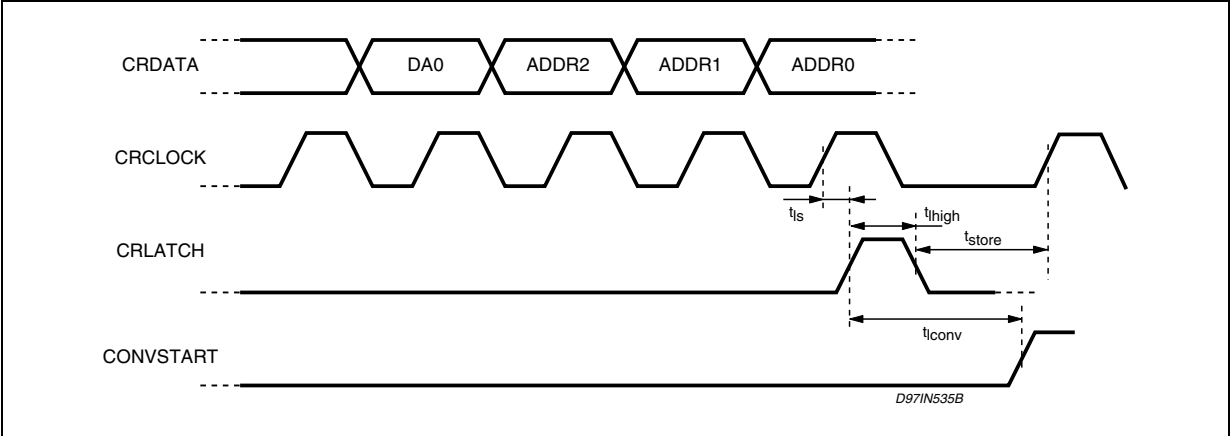 CRDATA DA0 ADDR2 ADDR1 ADDR0
CRCLOCK
tls tlhigh
tstore
CRLATCH
tlconv
CONVSTART
D97IN535B